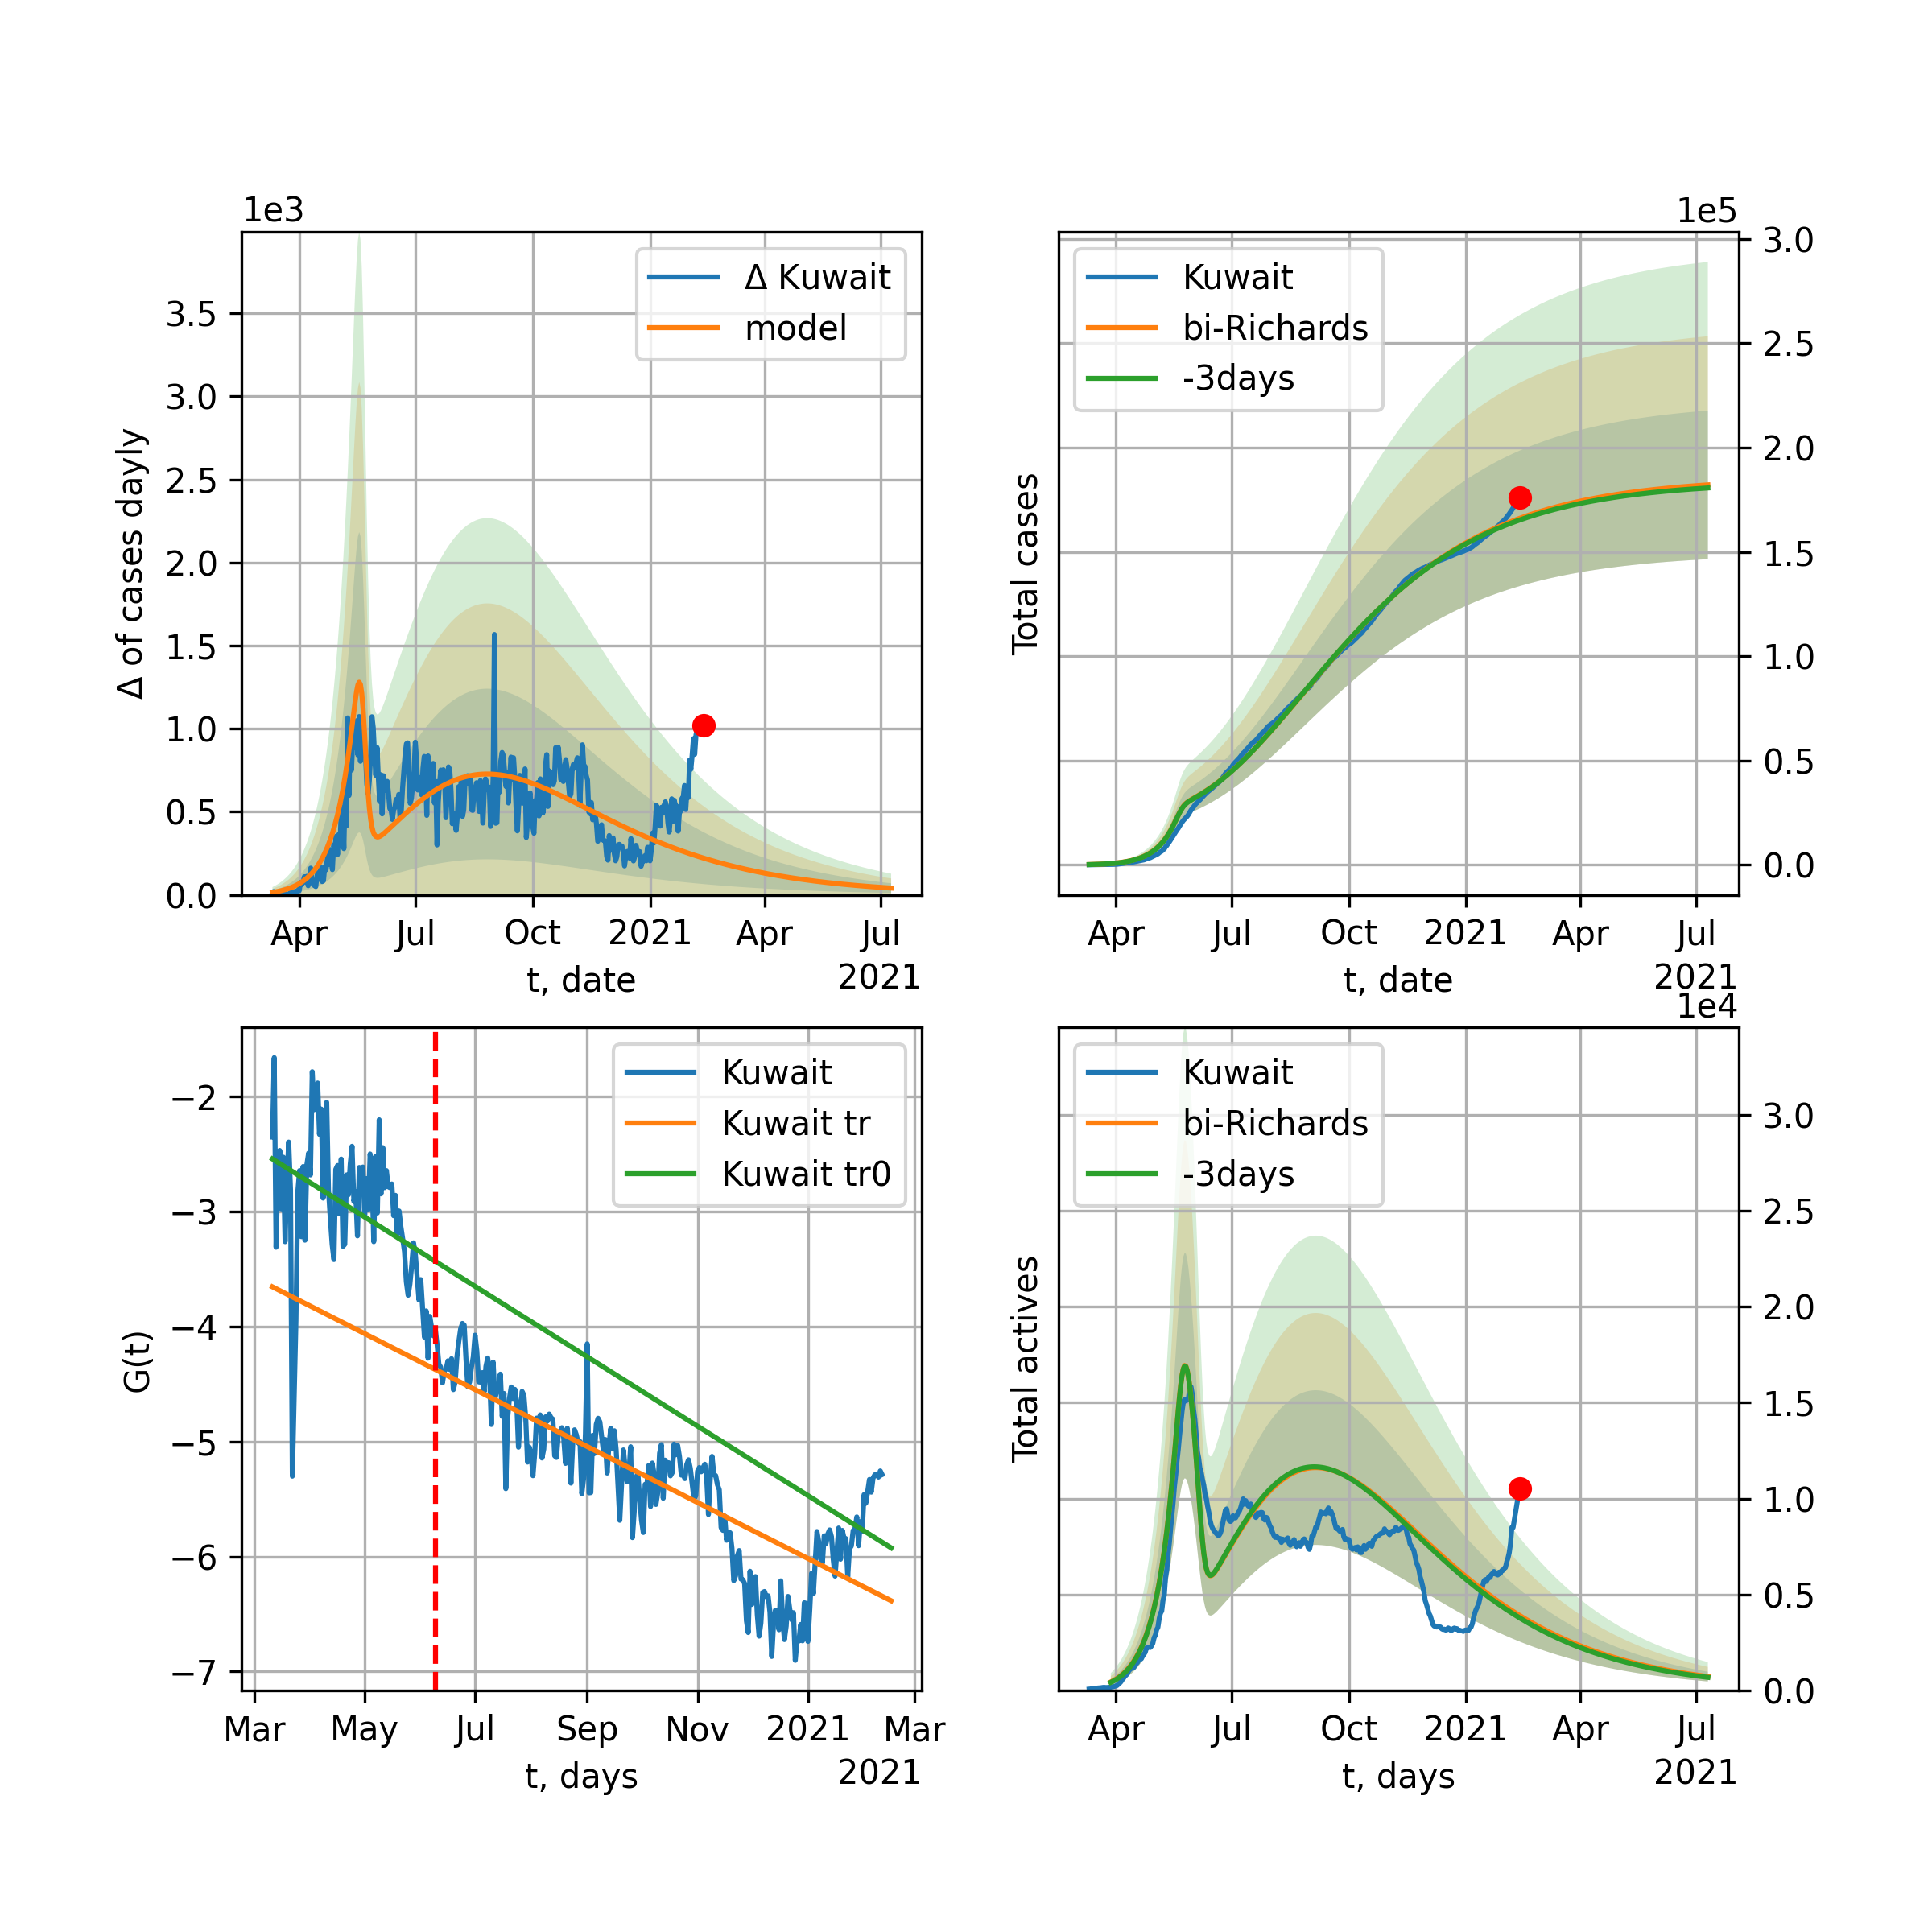 1e3
Δ of cases dayly
3.5
3.0
2.5
2.0
1.5
1.0
0.5
0.0
Δ Kuwait
model
Apr Jul Oct 2021 Apr Jul
2021
t, date
1e5
Total cases
Kuwait
bi-Richards
-3days
3.0
2.5
2.0
1.5
1.0
0.5
0.0
Apr Jul Oct 2021 Apr Jul
2021
t, date
G(t)
−2
−3
−4
−5
−6
−7
Kuwait
Kuwait tr
Kuwait tr0
Mar May Jul Sep Nov 2021 Mar
2021
t, days
1e4
Total actives
Kuwait
bi-Richards
-3days
3.0
2.5
2.0
1.5
1.0
0.5
0.0
Apr Jul Oct 2021 Apr Jul
2021
t, days